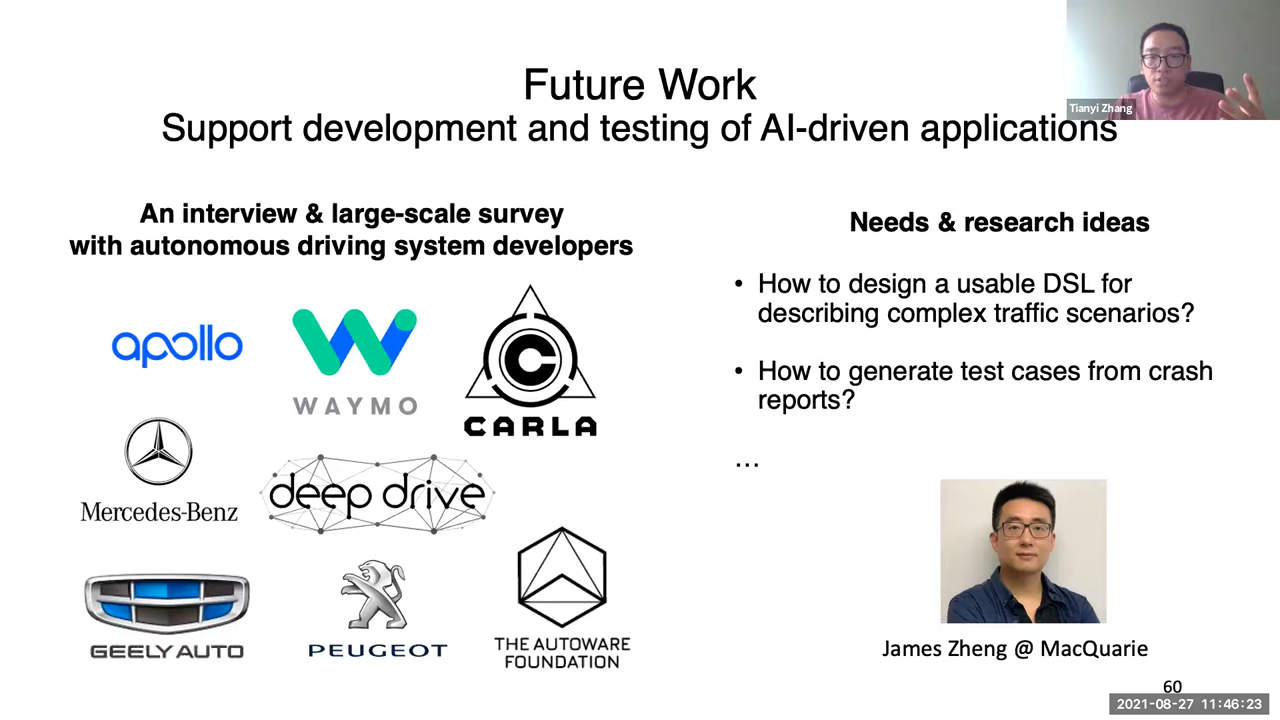 Future Work
Support development and testing of AI-driven applications
Tianyi Zhang
An interview & large-scale survey
with autonomous driving system developers
apollo
WAYMO
CARLA
Mercedes-Benz
deep drive
GEELY AUTO
PEUGEOT
THE AUTOWARE
FOUNDATION
Needs & research ideas
• How to design a usable DSL for
describing complex traffic scenarios?
• How to generate test cases from crash
reports?
...
James Zheng @ MacQuarie
60
2021-08-27 11:46:23